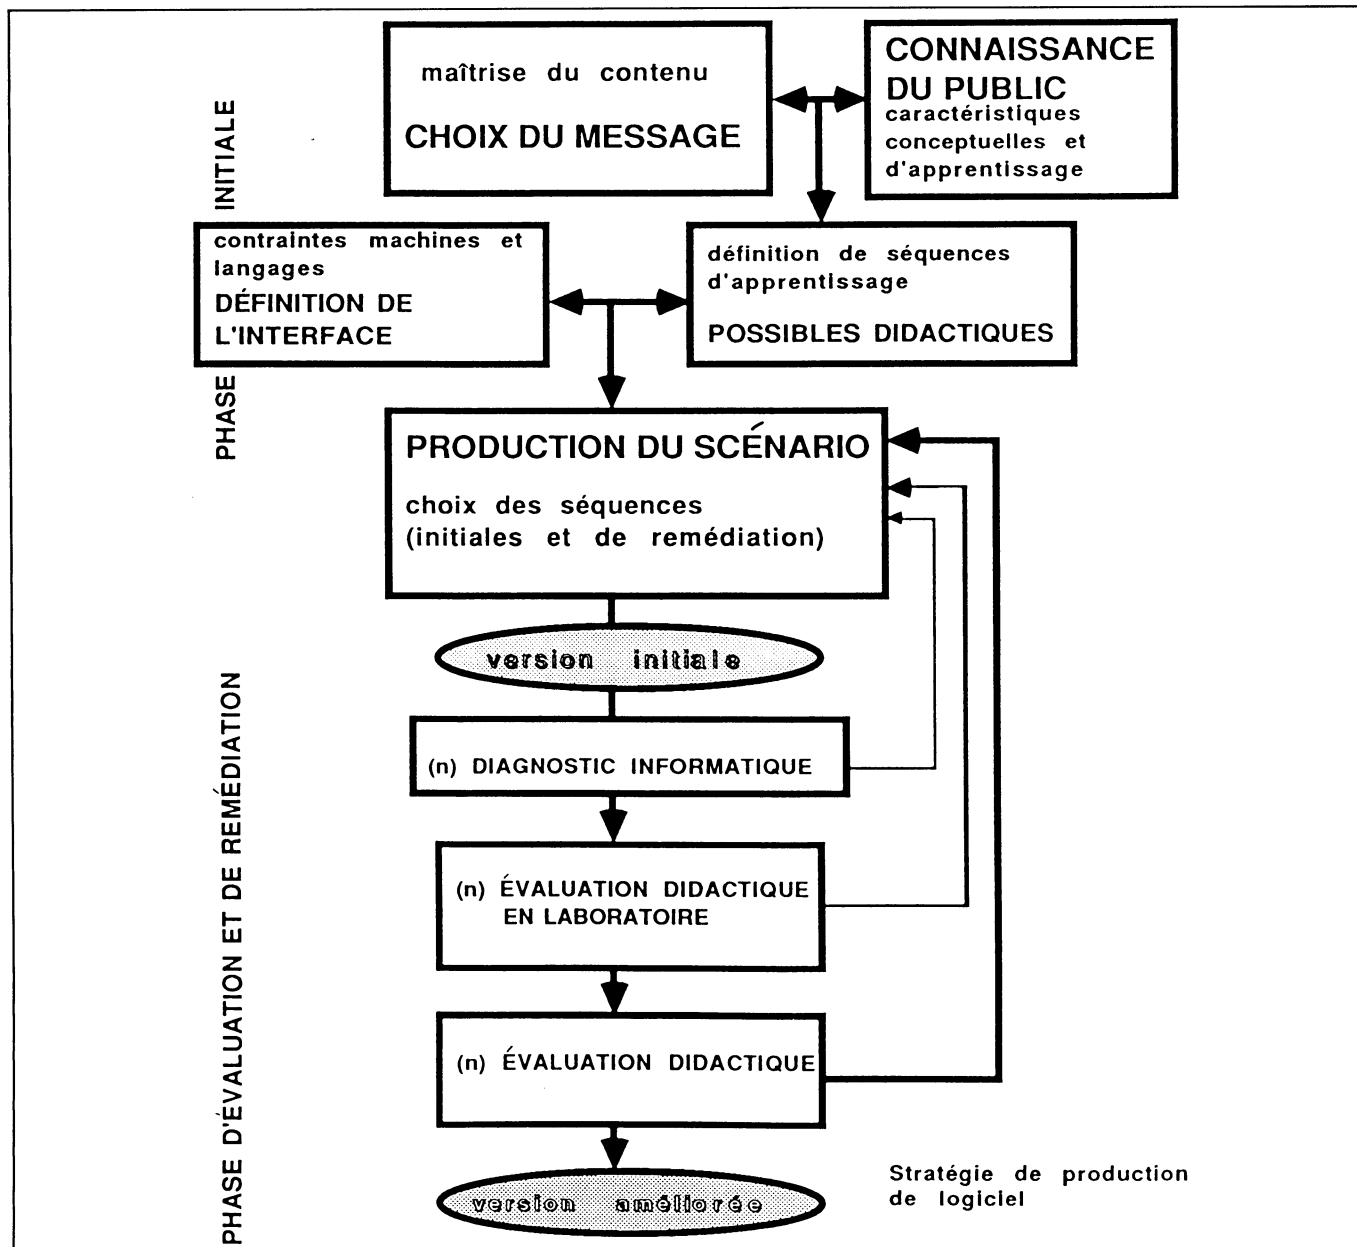 PHASE INITIALE
maîtrise du contenu
CHOIX DU MESSAGE
CONNAISSANCE
DU PUBLIC
caractéristiques
conceptuelles et
d'apprentissage
contraintes machines et
langages
DÉFINITION DE
L'INTERFACE
définition de séquences
d'apprentissage
POSSIBLES DIDACTIQUES
PRODUCTION DU SCÉNARIO
choix des séquences
(initiales et de remédiation)
version initiale
PHASE D'ÉVALUATION ET DE REMÉDIATION
(n) DIAGNOSTIC INFORMATIQUE
(n) ÉVALUATION DIDACTIQUE
EN LABORATOIRE
(n) ÉVALUATION DIDACTIQUE
version améliorée
Stratégie de production
de logiciel